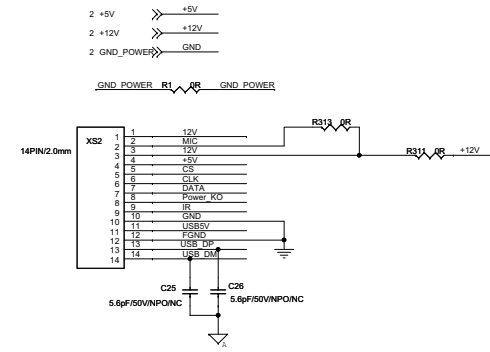 2 +5V +5V
2 +12V +12V
2 GND_POWER GND
GND_POWER R1 0R GND_POWER
R313 0R
XS2
14PIN/2.0mm
R311 0R +12V
1 1 12V
2 2 MIC
3 3 12V
4 4 +5V
5 5 CS
6 6 CLK
7 7 DATA
8 8 Power_KO
9 9 IR
10 10 GND
11 11 USB5V
12 12 FGND
13 13 USB_DP
14 14 USB_DM
C25 C26
5.6pF/50V/NPO/NC 5.6pF/50V/NPO/NC
A